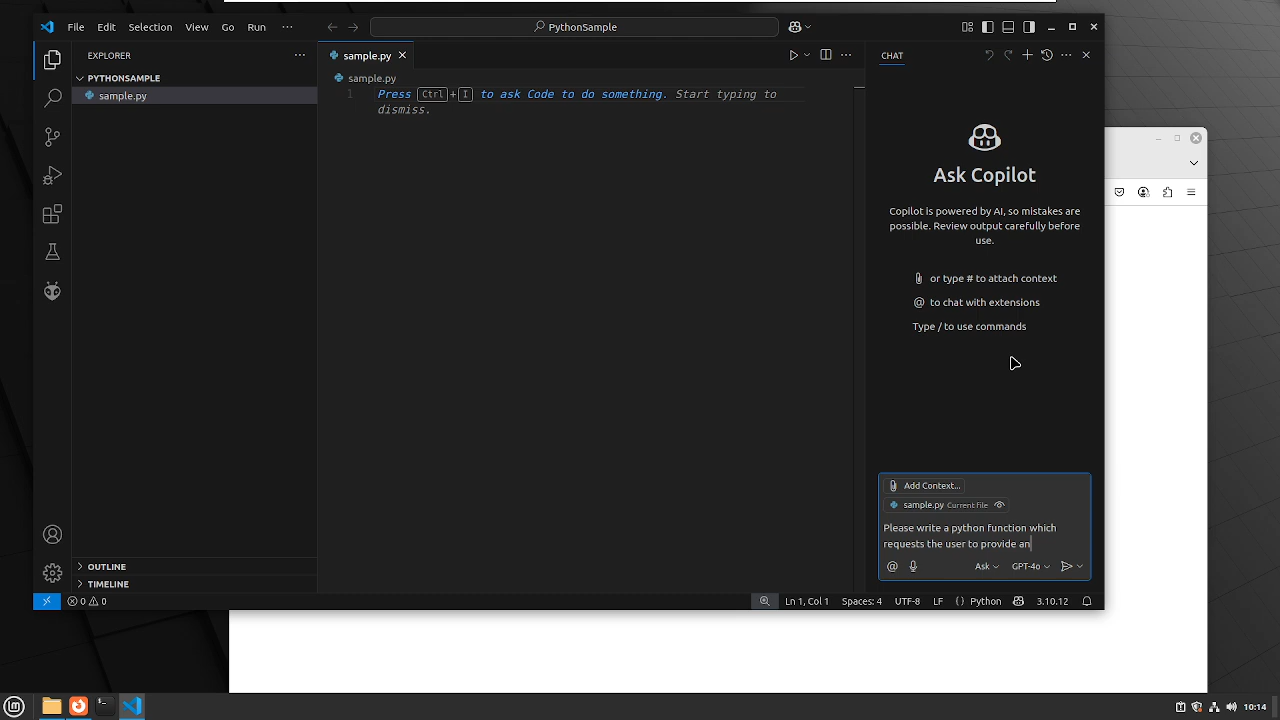 File Edit Selection View Go Run ···
PythonSample
EXPLORER
PYTHONSAMPLE
sample.py
OUTLINE
TIMELINE
sample.py
sample.py
1 Press Ctrl+I to ask Code to do something. Start typing to
dismiss.
CHAT
Ask Copilot
Copilot is powered by AI, so mistakes are
possible. Review output carefully before
use.
or type # to attach context
@ to chat with extensions
Type / to use commands
Add Context...
sample.py Current File
Please write a python function which
requests the user to provide an
@ Ask GPT-4o
0 0 Ln 1, Col 1 Spaces: 4 UTF-8 LF {} Python 3.10.12
10:14